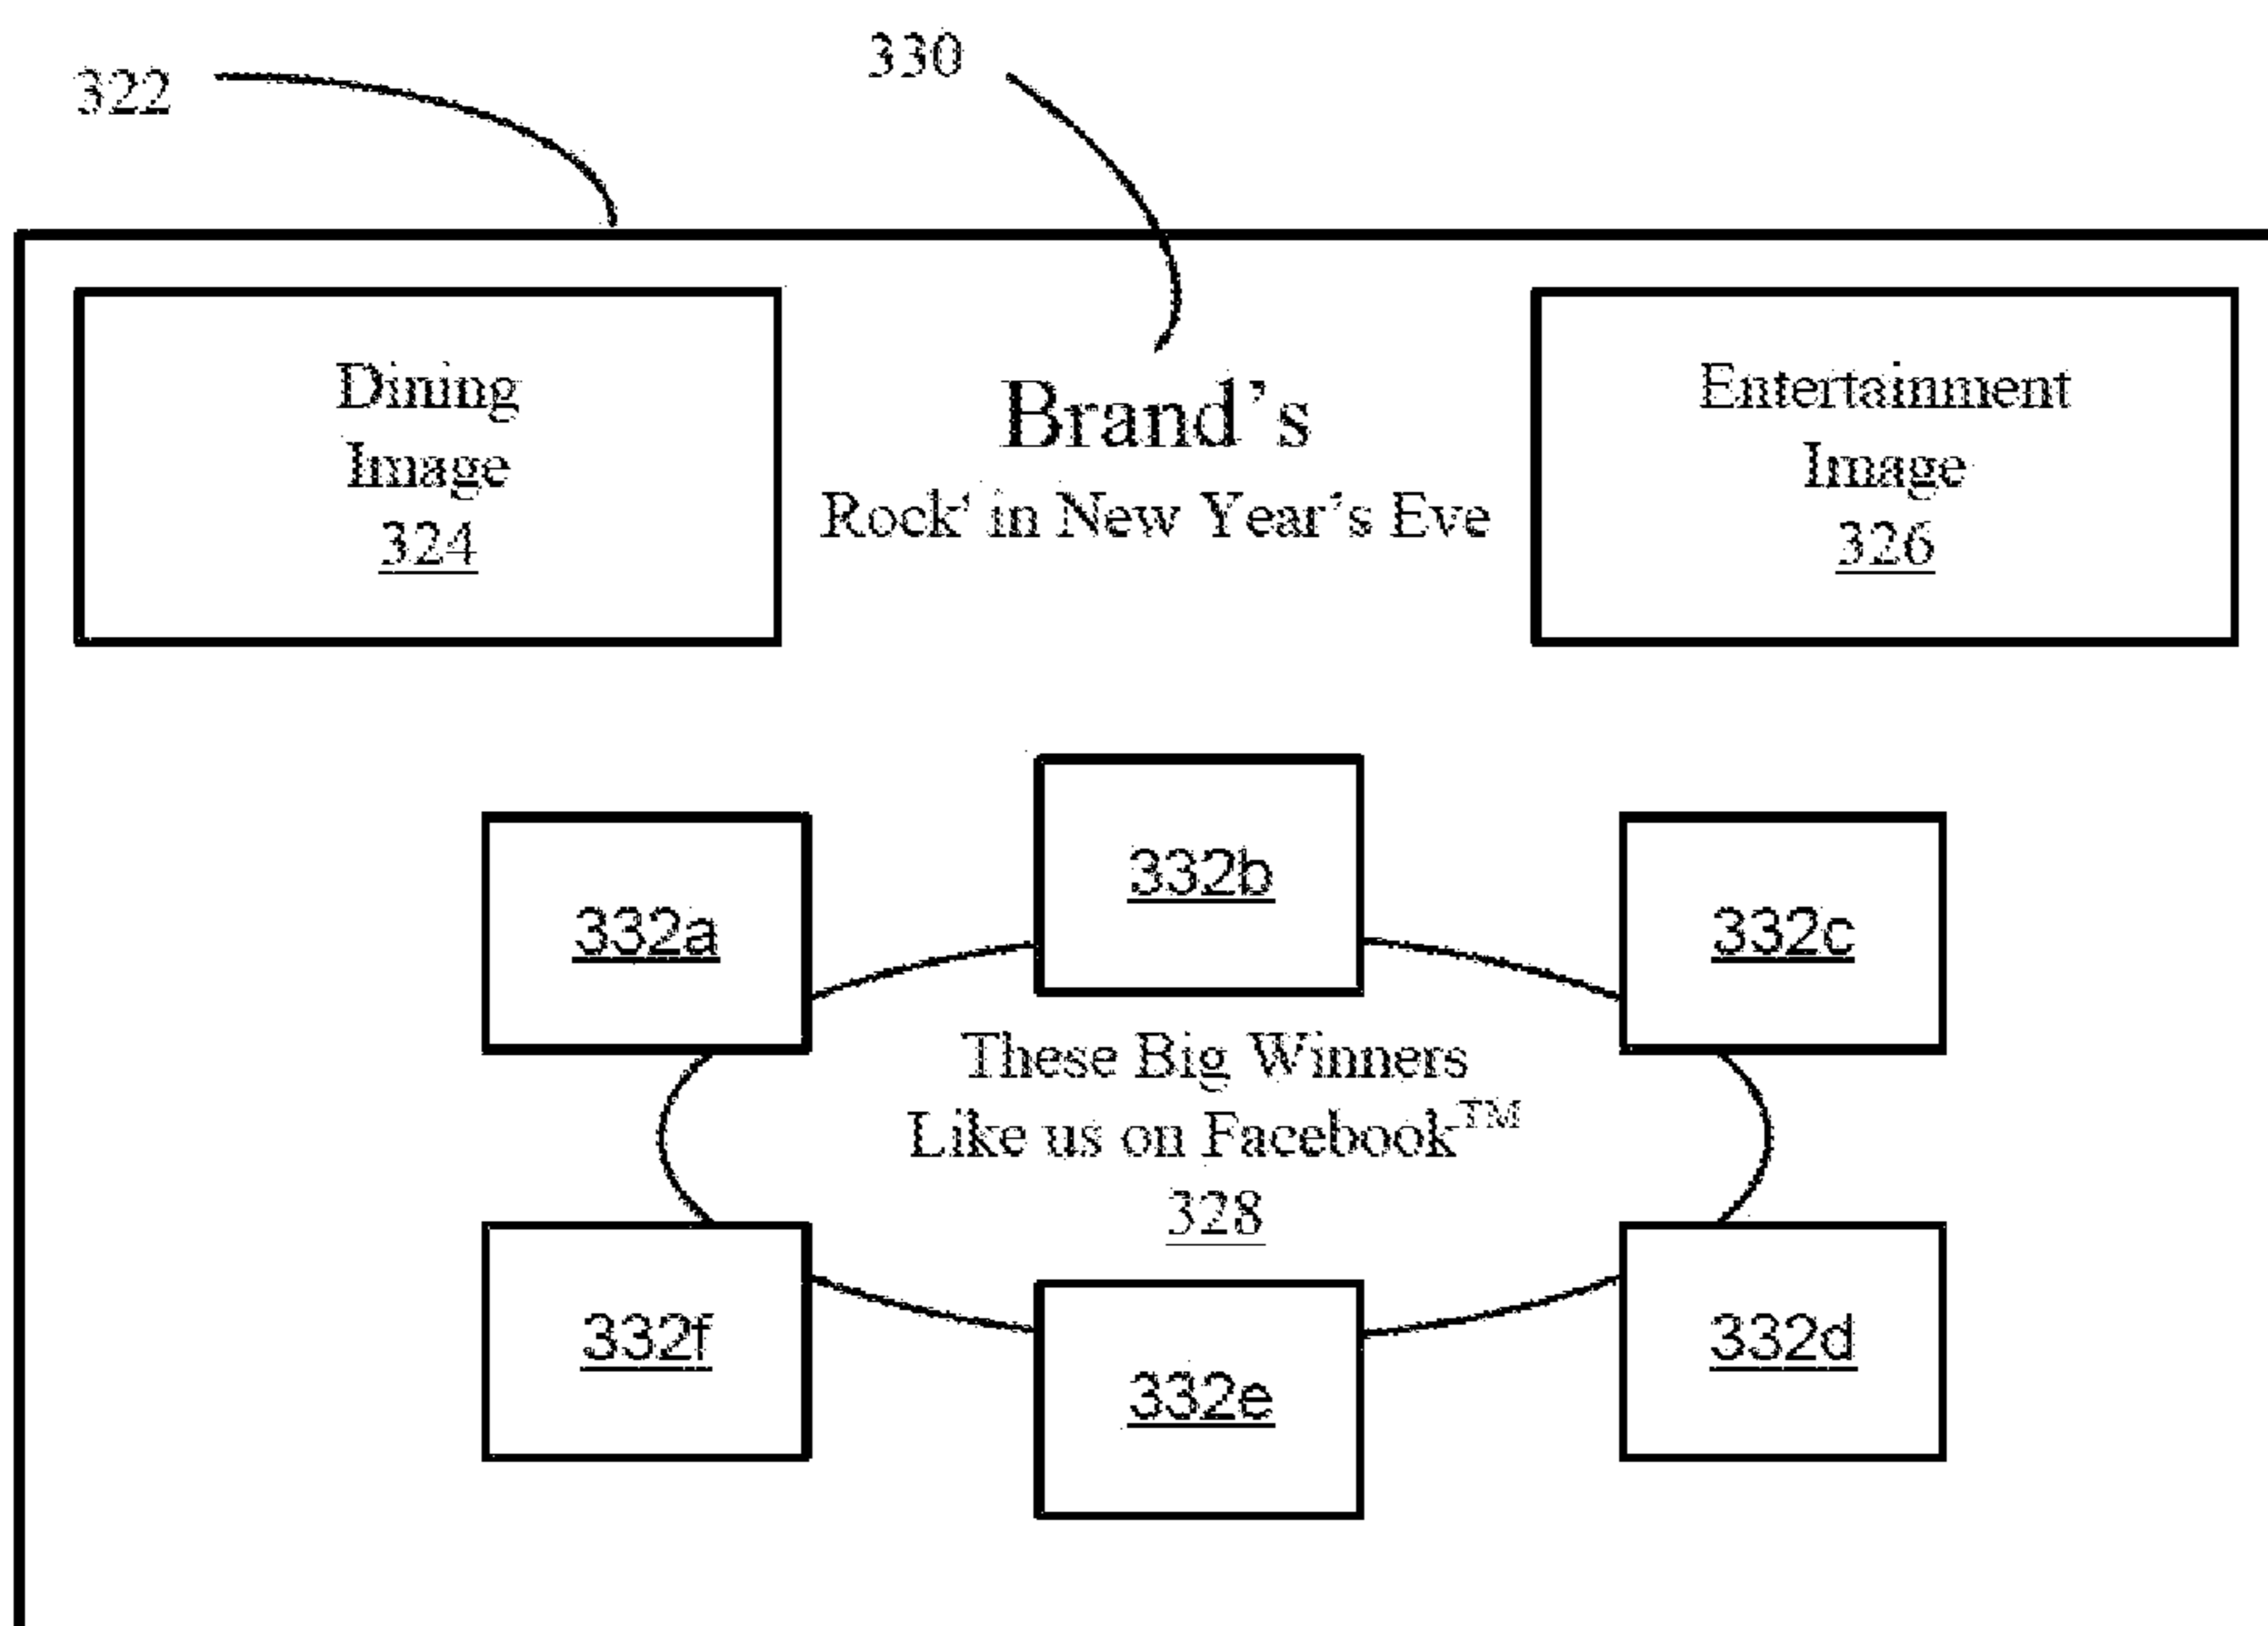 322
330
Dining
Image
324
Brand's
Rock' in New Year's Eve
Entertainment
Image
326
332a
332b
332c
These Big Winners
Like us on Facebook™
328
332f
332e
332d